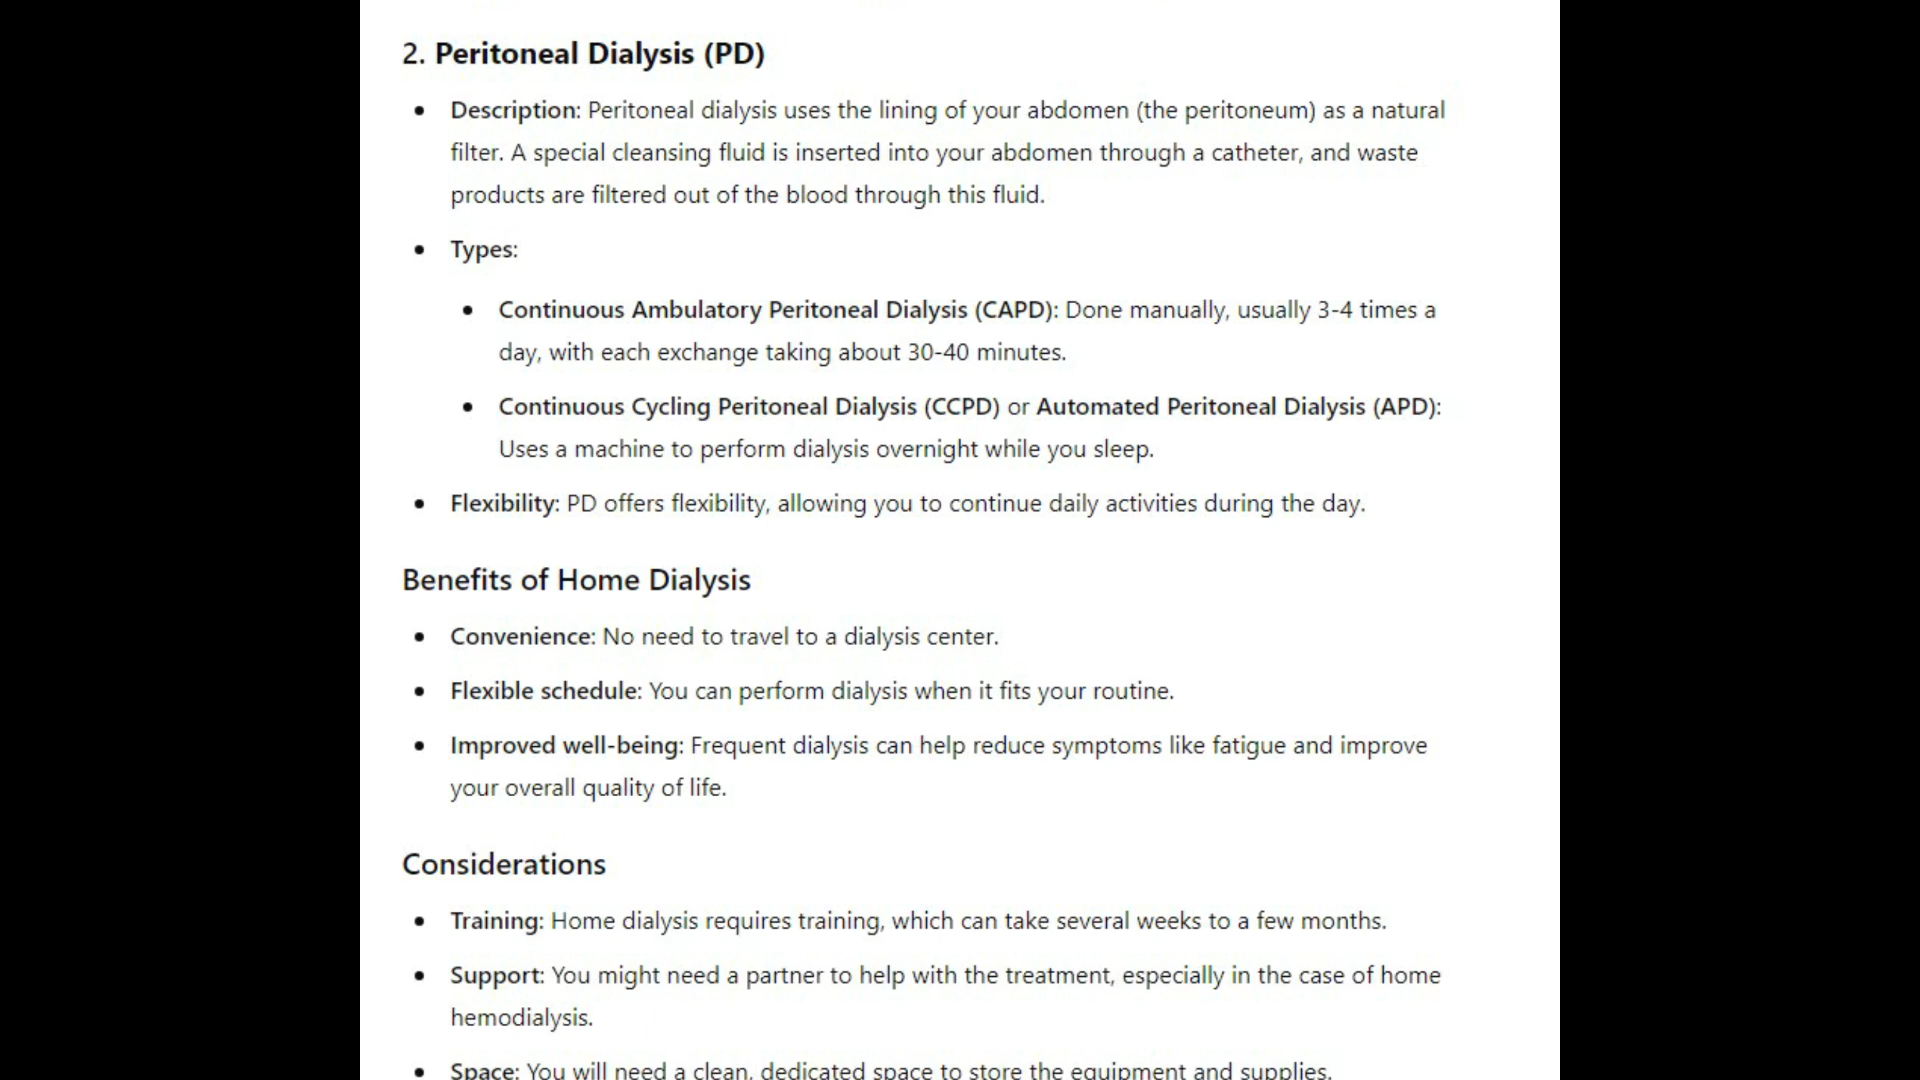 2. Peritoneal Dialysis (PD)
• Description: Peritoneal dialysis uses the lining of your abdomen (the peritoneum) as a natural
filter. A special cleansing fluid is inserted into your abdomen through a catheter, and waste
products are filtered out of the blood through this fluid.
• Types:
• Continuous Ambulatory Peritoneal Dialysis (CAPD): Done manually, usually 3-4 times a
day, with each exchange taking about 30-40 minutes.
• Continuous Cycling Peritoneal Dialysis (CCPD) or Automated Peritoneal Dialysis (APD):
Uses a machine to perform dialysis overnight while you sleep.
• Flexibility: PD offers flexibility, allowing you to continue daily activities during the day.
Benefits of Home Dialysis
• Convenience: No need to travel to a dialysis center.
• Flexible schedule: You can perform dialysis when it fits your routine.
• Improved well-being: Frequent dialysis can help reduce symptoms like fatigue and improve
your overall quality of life.
Considerations
• Training: Home dialysis requires training, which can take several weeks to a few months.
• Support: You might need a partner to help with the treatment, especially in the case of home
hemodialysis.
• Space: You will need a clean, dedicated space to store the equipment and supplies.